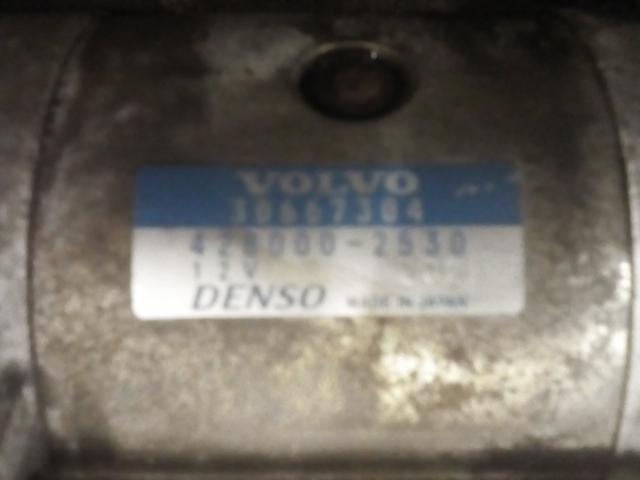 VOLVO
30667304
428000-2530
12V
DENSO MADE IN JAPAN